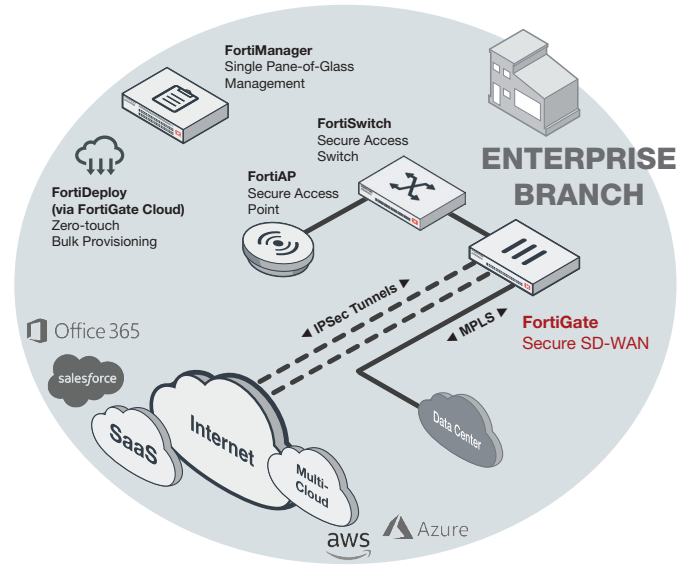 FortiManager
Single Pane-of-Glass
Management
FortiSwitch
Secure Access
Switch
ENTERPRISE
BRANCH
FortiAP
Secure Access
Point
FortiDeploy
(via FortiGate Cloud)
Zero-touch
Bulk Provisioning
IPSec Tunnels
MPLS
FortiGate
Secure SD-WAN
Office 365
salesforce
SaaS
Internet
Multi-
Cloud
Data Center
aws
Azure